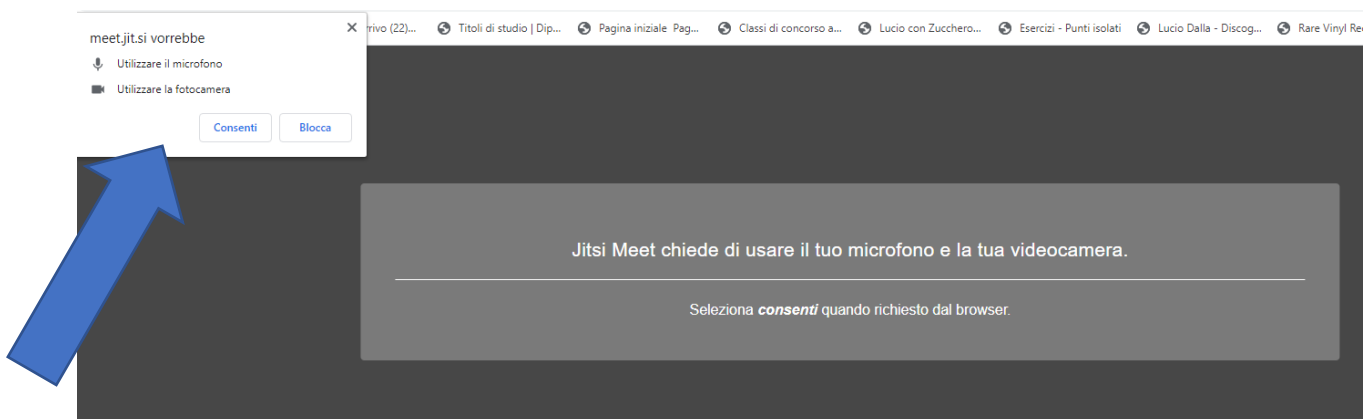 meet.jit.si vorrebbe
Utilizzare il microfono
Utilizzare la fotocamera
Consenti Blocca
rrivo (22)... Titoli di studio | Dip... Pagina iniziale Pag... Classi di concorso a... Lucio con Zucchero... Esercizi - Punti isolati Lucio Dalla - Discog... Rare Vinyl Re
Jitsi Meet chiede di usare il tuo microfono e la tua videocamera.
Seleziona consenti quando richiesto dal browser.